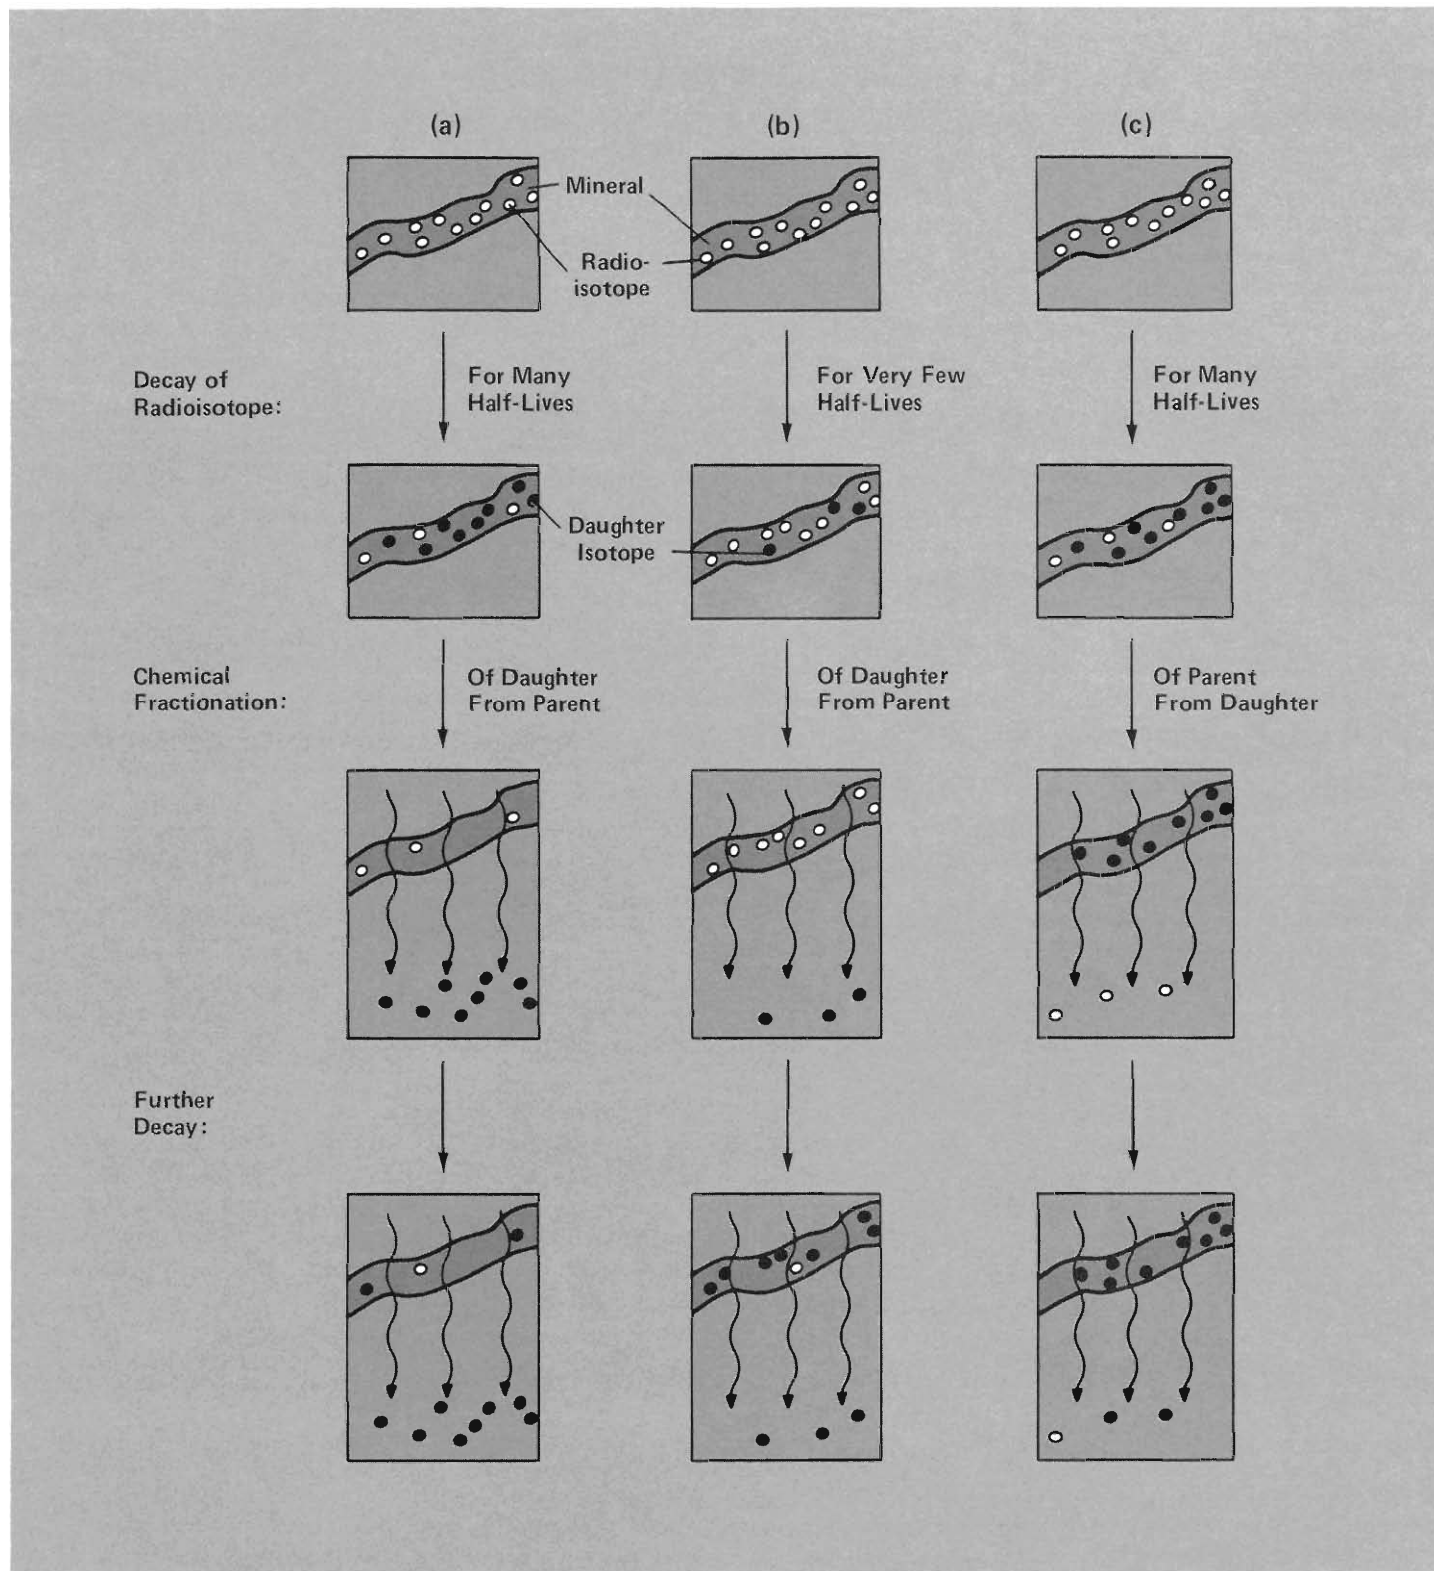 (a)
(b)
(c)
Mineral
Radio-
isotope
Decay of
Radioisotope:
For Many
Half-Lives
For Very Few
Half-Lives
For Many
Half-Lives
Daughter
Isotope
Chemical
Fractionation:
Of Daughter
From Parent
Of Daughter
From Parent
Of Parent
From Daughter
Further
Decay: